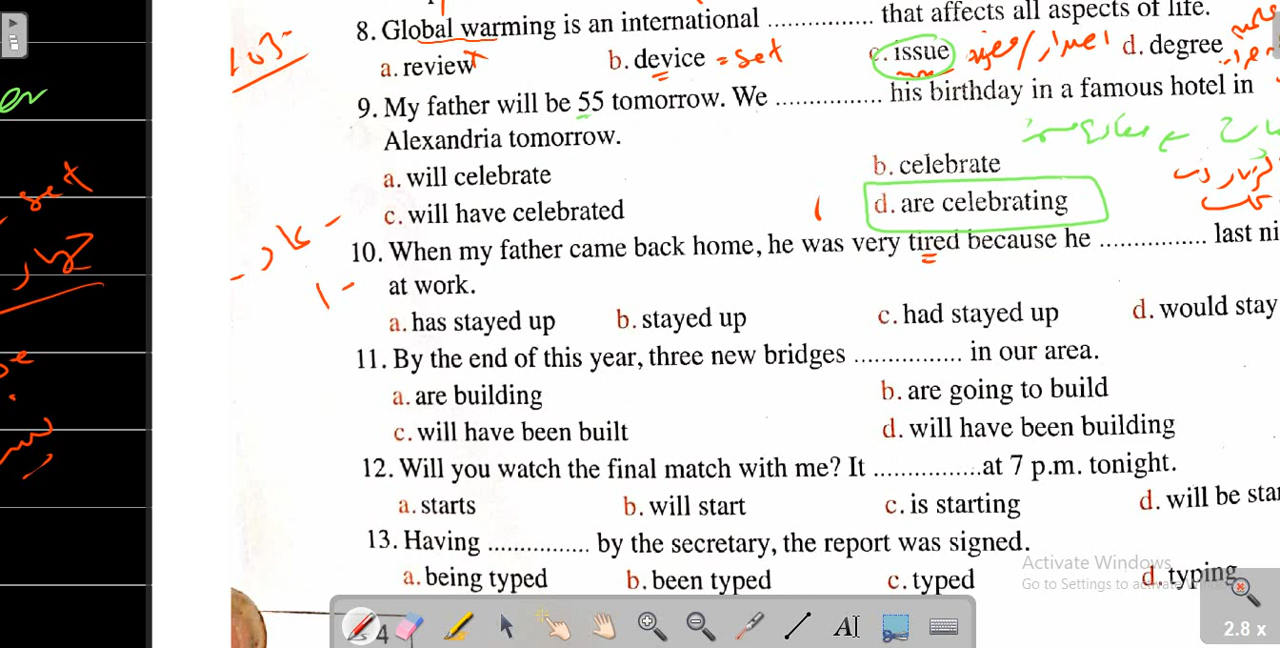 8. Global warming is an international ............... that affects all aspects of life.
a. review b. device = set c. issue d. degree
9. My father will be 55 tomorrow. We ............... his birthday in a famous hotel in
Alexandria tomorrow.
a. will celebrate b. celebrate
c. will have celebrated d. are celebrating
10. When my father came back home, he was very tired because he ............... last ni
at work.
a. has stayed up b. stayed up c. had stayed up d. would stay
11. By the end of this year, three new bridges ............... in our area.
a. are building b. are going to build
c. will have been built d. will have been building
12. Will you watch the final match with me? It ...............at 7 p.m. tonight.
a. starts b. will start c. is starting d. will be star
13. Having ............... by the secretary, the report was signed.
a. being typed b. been typed c. typed d. typing
set
Activate Windows
Go to Settings to activate
4
AI
2.8 x